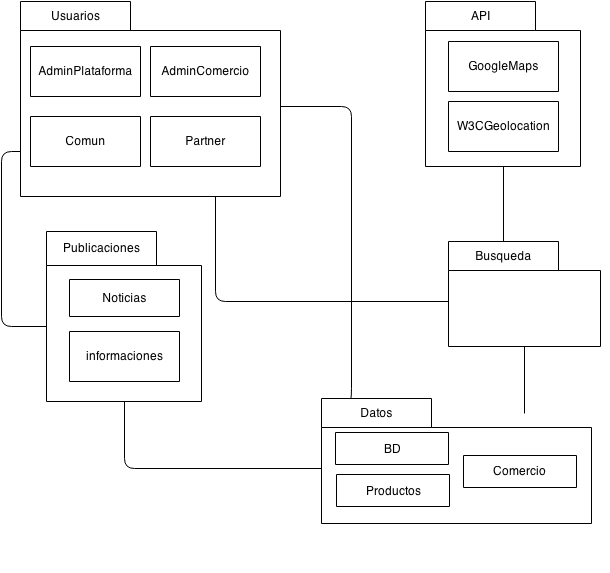 Usuarios
AdminPlataforma
AdminComercio
Comun
Partner
API
GoogleMaps
W3CGeolocation
Publicaciones
Noticias
informaciones
Busqueda
Datos
BD
Productos
Comercio